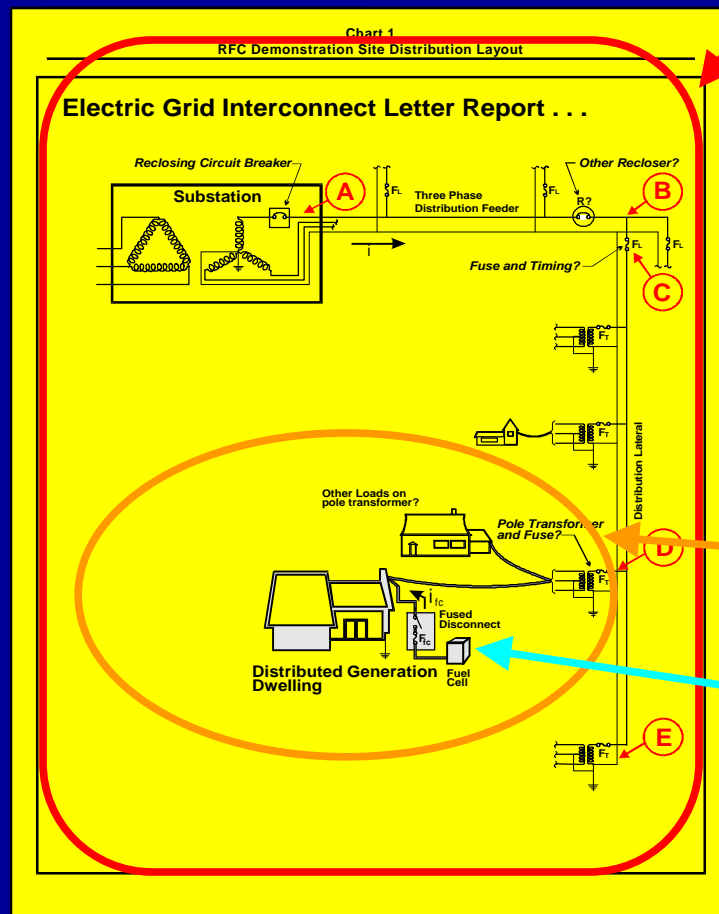 Chart 1
RFC Demonstration Site Distribution Layout
Electric Grid Interconnect Letter Report . . .
Reclosing Circuit Breaker
Other Recloser?
Substation
A
FL
Three Phase
Distribution Feeder
FL
R?
B
i
Fuse and Timing?
FL
FL
C
FT
FT
Distribution Lateral
Other Loads on
pole transformer?
Pole Transformer
and Fuse?
D
FT
ifc
Fused
Disconnect
Ffc
Distributed Generation
Dwelling
Fuel
Cell
E
FT